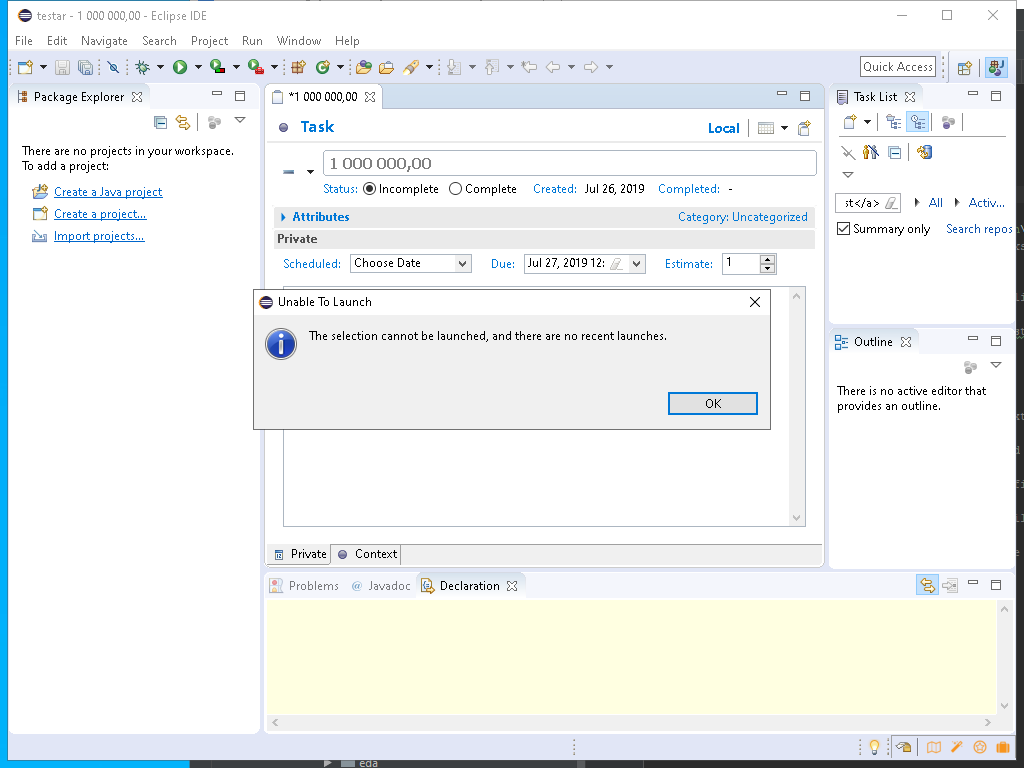 testar - 1 000 000,00 - Eclipse IDE
File Edit Navigate Search Project Run Window Help
Quick Access
Package Explorer
*1 000 000,00
Task List
Task
Local
There are no projects in your workspace.
To add a project:
Create a Java project
Create a project...
Import projects...
1 000 000,00
Status: Incomplete Complete Created: Jul 26, 2019 Completed: -
Attributes
Category: Uncategorized
Private
Scheduled: Choose Date Due: Jul 27, 2019 12: Estimate: 1
st</a> All Activ...
Summary only Search repos
Unable To Launch
The selection cannot be launched, and there are no recent launches.
OK
Outline
There is no active editor that
provides an outline.
Private Context
Problems @ Javadoc Declaration
eda